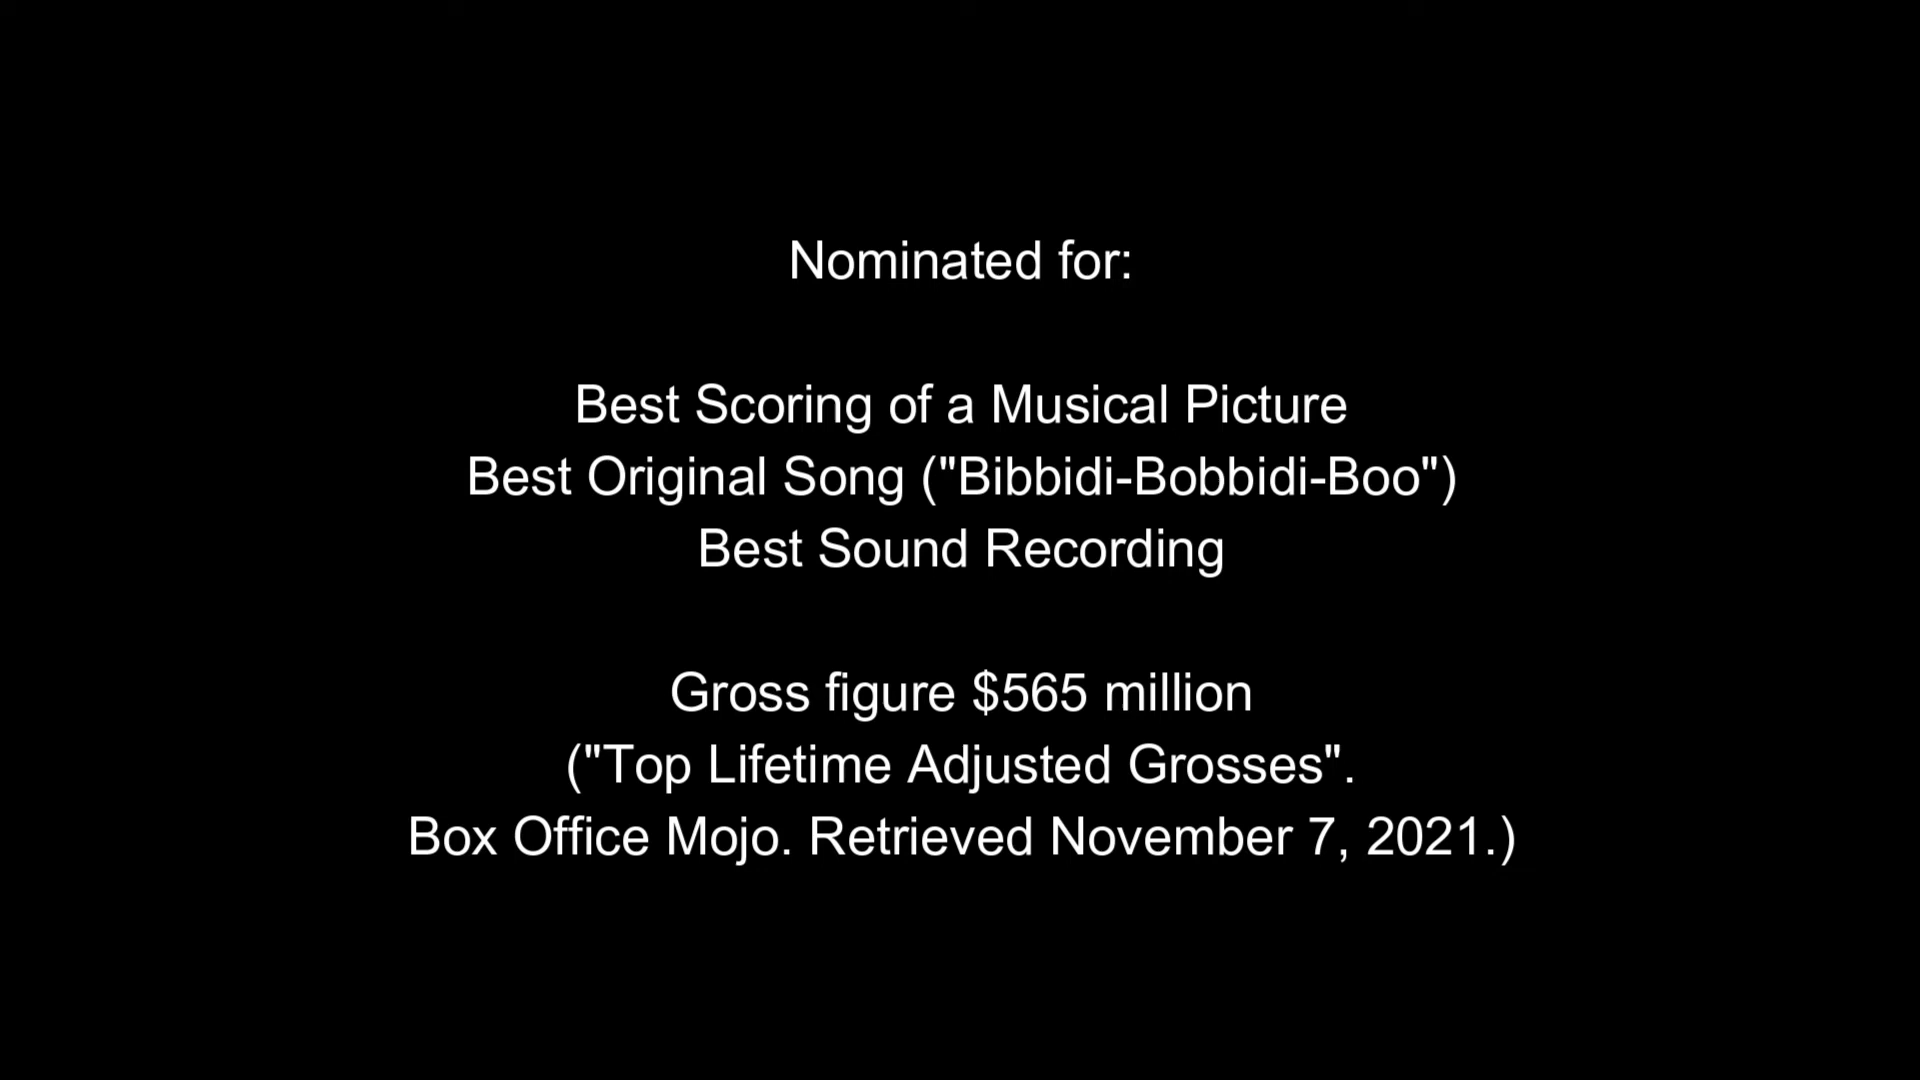 Nominated for:
Best Scoring of a Musical Picture
Best Original Song ("Bibbidi-Bobbidi-Boo")
Best Sound Recording
Gross figure $565 million
("Top Lifetime Adjusted Grosses".
Box Office Mojo. Retrieved November 7, 2021.)